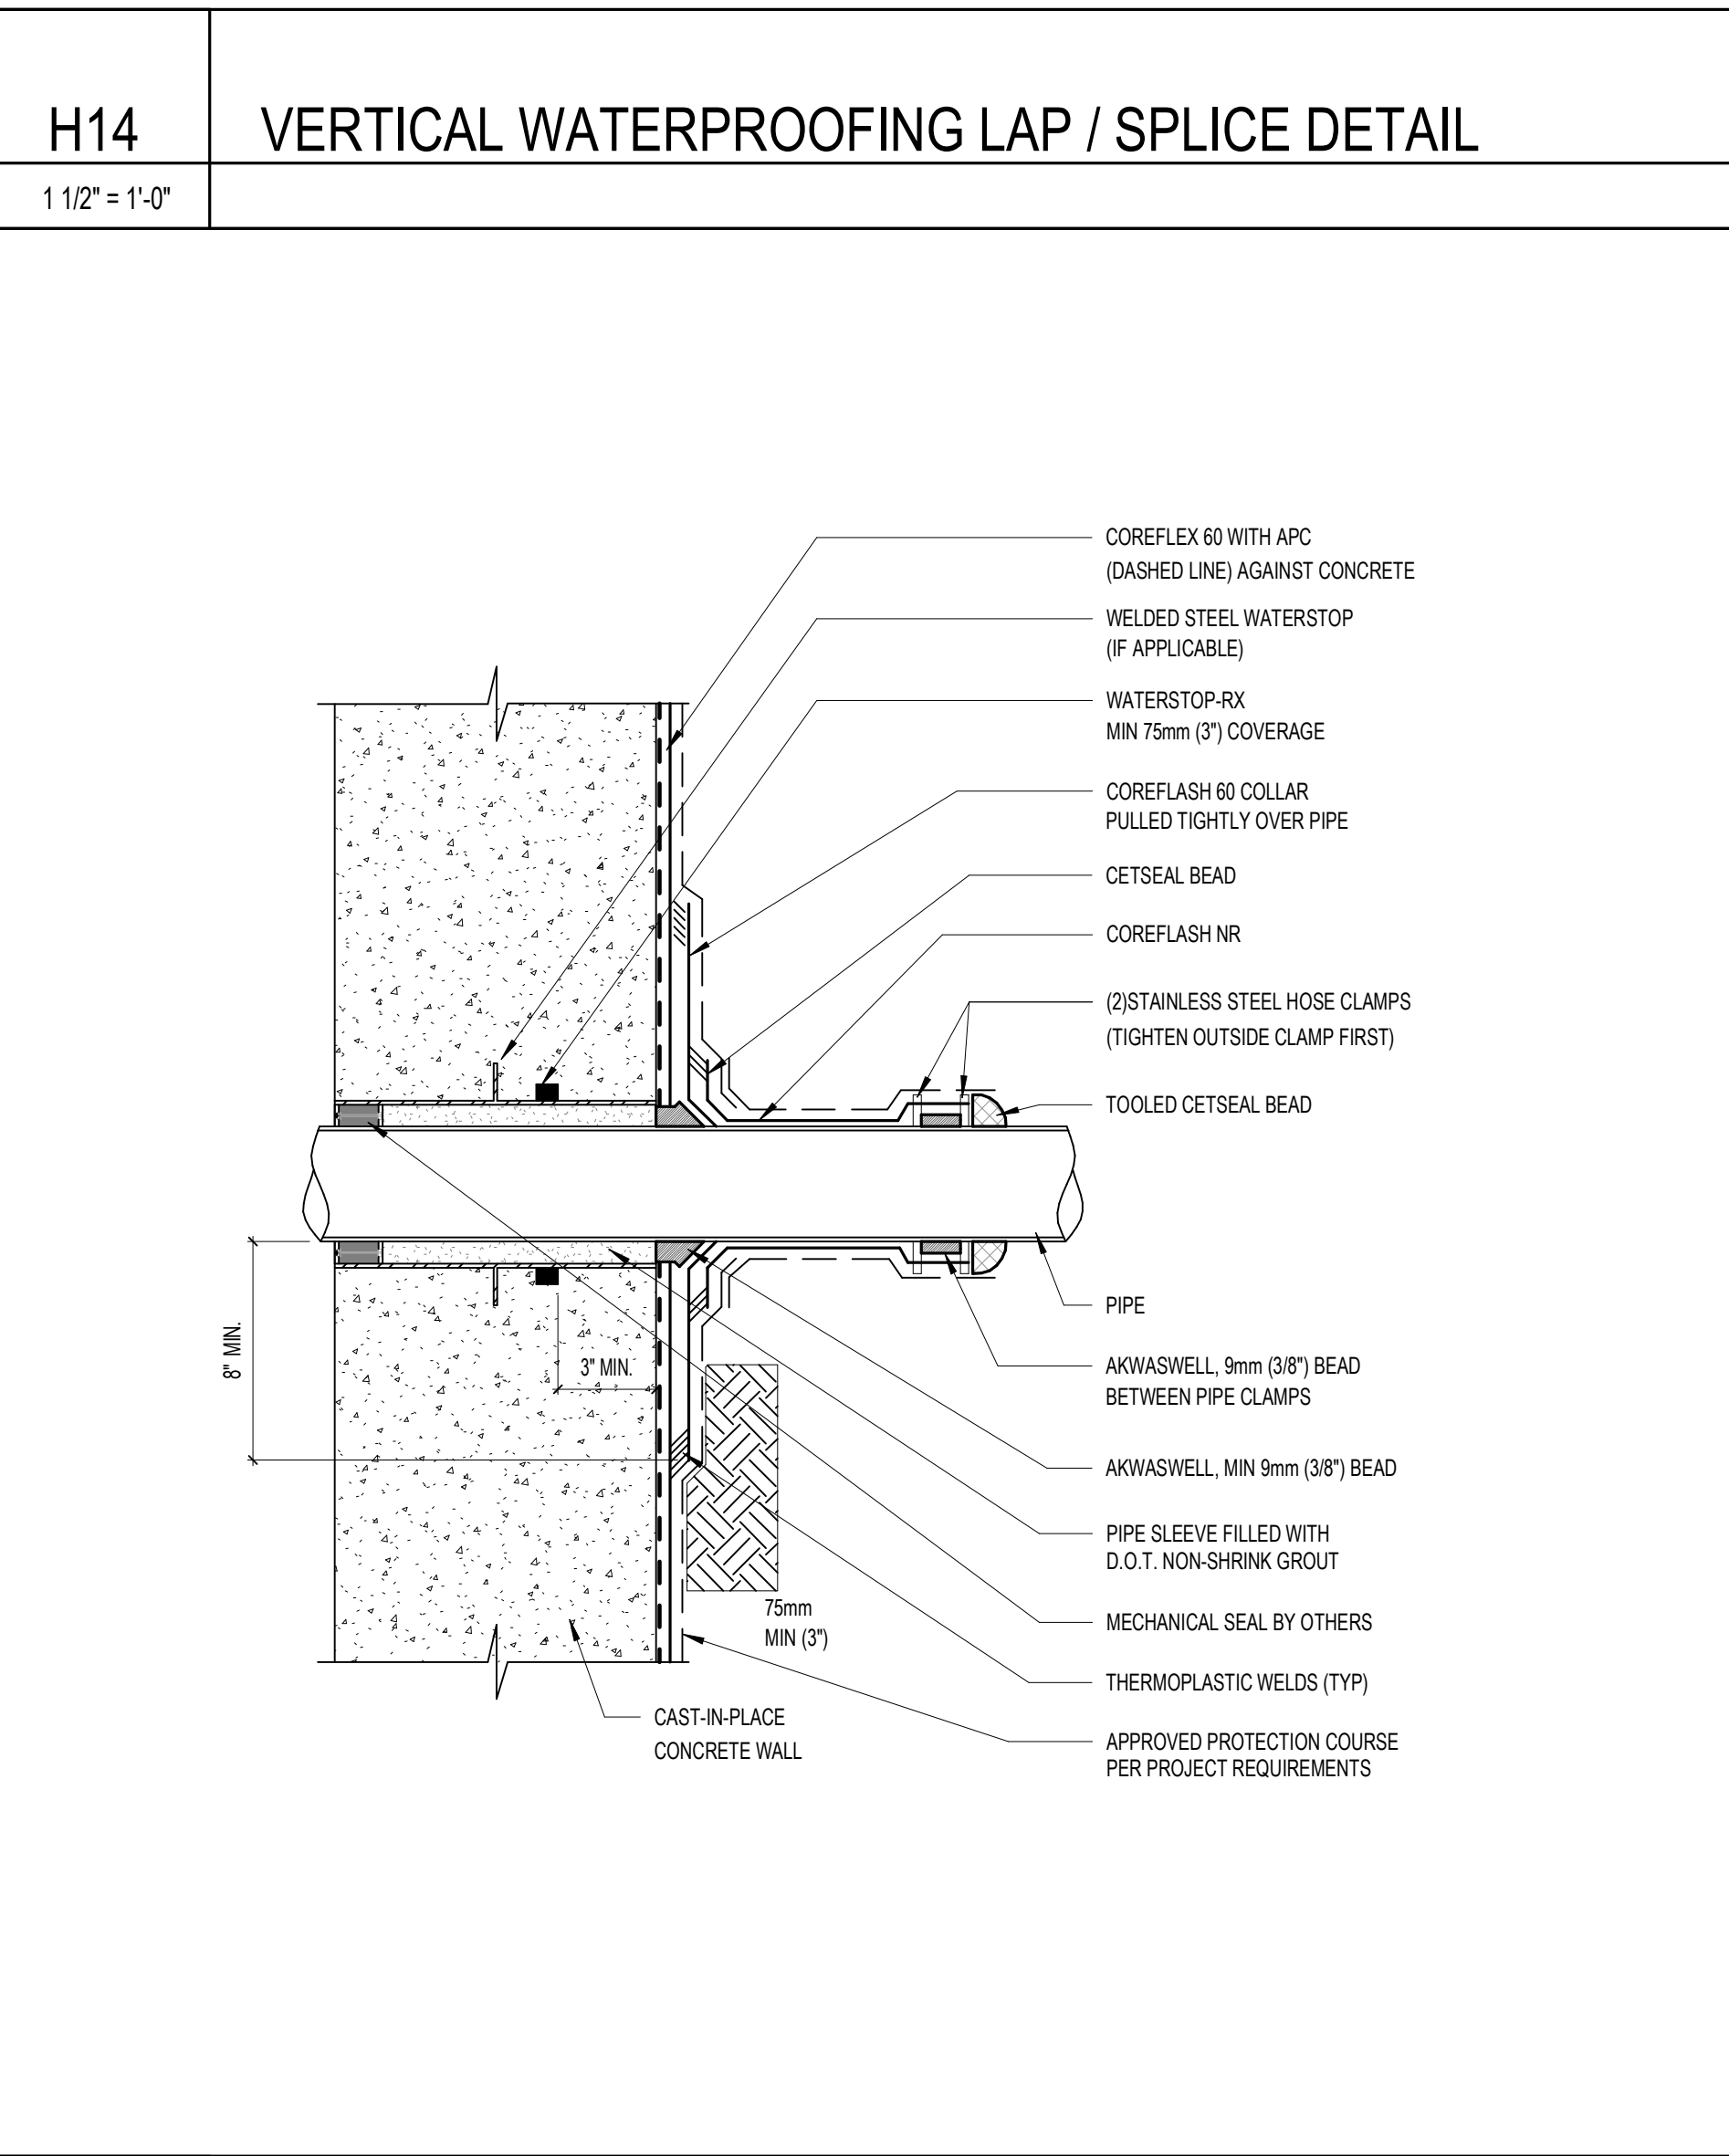 H14
VERTICAL WATERPROOFING LAP / SPLICE DETAIL
1 1/2" = 1'-0"
COREFLEX 60 WITH APC
(DASHED LINE) AGAINST CONCRETE
WELDED STEEL WATERSTOP
(IF APPLICABLE)
WATERSTOP-RX
MIN 75mm (3") COVERAGE
COREFLASH 60 COLLAR
PULLED TIGHTLY OVER PIPE
CETSEAL BEAD
COREFLASH NR
(2)STAINLESS STEEL HOSE CLAMPS
(TIGHTEN OUTSIDE CLAMP FIRST)
TOOLED CETSEAL BEAD
PIPE
8" MIN.
3" MIN.
AKWASWELL, 9mm (3/8") BEAD
BETWEEN PIPE CLAMPS
AKWASWELL, MIN 9mm (3/8") BEAD
PIPE SLEEVE FILLED WITH
D.O.T. NON-SHRINK GROUT
75mm
MIN (3")
MECHANICAL SEAL BY OTHERS
THERMOPLASTIC WELDS (TYP)
CAST-IN-PLACE
CONCRETE WALL
APPROVED PROTECTION COURSE
PER PROJECT REQUIREMENTS